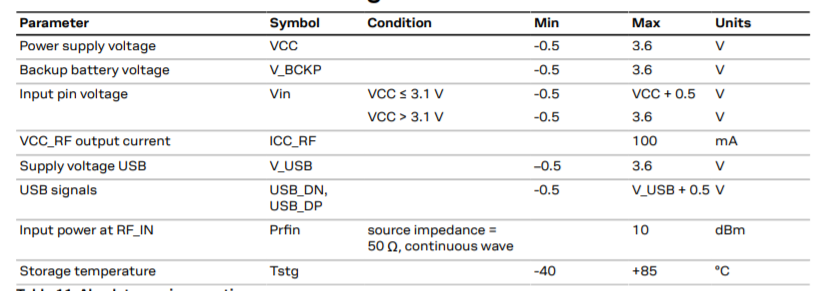 Parameter Symbol Condition Min Max Units
Power supply voltage VCC -0.5 3.6 V
Backup battery voltage V_BCKP -0.5 3.6 V
Input pin voltage Vin VCC ≤ 3.1 V -0.5 VCC + 0.5 V
VCC > 3.1 V -0.5 3.6 V
VCC_RF output current ICC_RF 100 mA
Supply voltage USB V_USB –0.5 3.6 V
USB signals USB_DN, -0.5 V_USB + 0.5 V
USB_DP
Input power at RF_IN Prfin source impedance = 10 dBm
50 Ω, continuous wave
Storage temperature Tstg -40 +85 °C